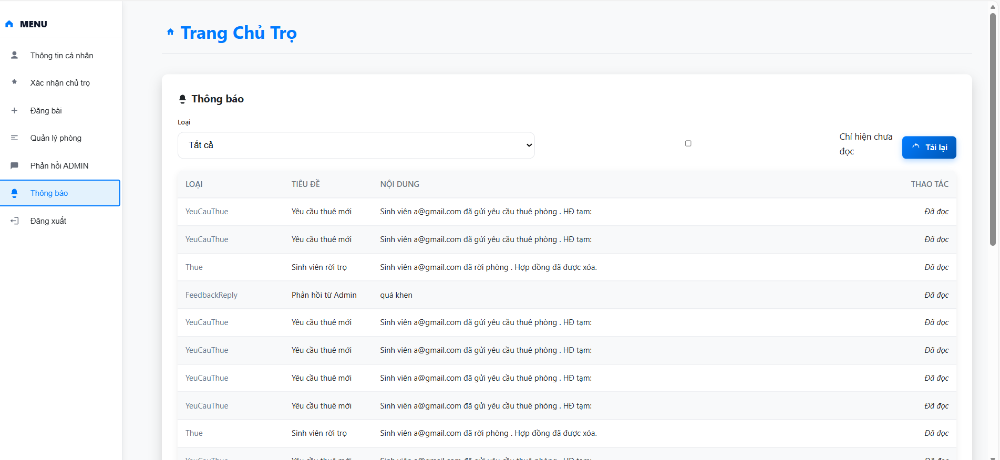 MENU
Thông tin cá nhân
Xác nhận chủ trọ
Đăng bài
Quản lý phòng
Phản hồi ADMIN
Thông báo
Đăng xuất
Trang Chủ Trọ
Thông báo
Loại
Tất cả
Chỉ hiện chưa
đọc
Tải lại
LOẠI TIÊU ĐỀ NỘI DUNG THAO TÁC
YeuCauThue Yêu cầu thuê mới Sinh viên a@gmail.com đã gửi yêu cầu thuê phòng . HĐ tạm: Đã đọc
YeuCauThue Yêu cầu thuê mới Sinh viên a@gmail.com đã gửi yêu cầu thuê phòng . HĐ tạm: Đã đọc
Thue Sinh viên rời trọ Sinh viên a@gmail.com đã rời phòng . Hợp đồng đã được xóa. Đã đọc
FeedbackReply Phản hồi từ Admin quá khen Đã đọc
YeuCauThue Yêu cầu thuê mới Sinh viên a@gmail.com đã gửi yêu cầu thuê phòng . HĐ tạm: Đã đọc
YeuCauThue Yêu cầu thuê mới Sinh viên a@gmail.com đã gửi yêu cầu thuê phòng . HĐ tạm: Đã đọc
YeuCauThue Yêu cầu thuê mới Sinh viên a@gmail.com đã gửi yêu cầu thuê phòng . HĐ tạm: Đã đọc
YeuCauThue Yêu cầu thuê mới Sinh viên a@gmail.com đã gửi yêu cầu thuê phòng . HĐ tạm: Đã đọc
Thue Sinh viên rời trọ Sinh viên a@gmail.com đã rời phòng . Hợp đồng đã được xóa. Đã đọc